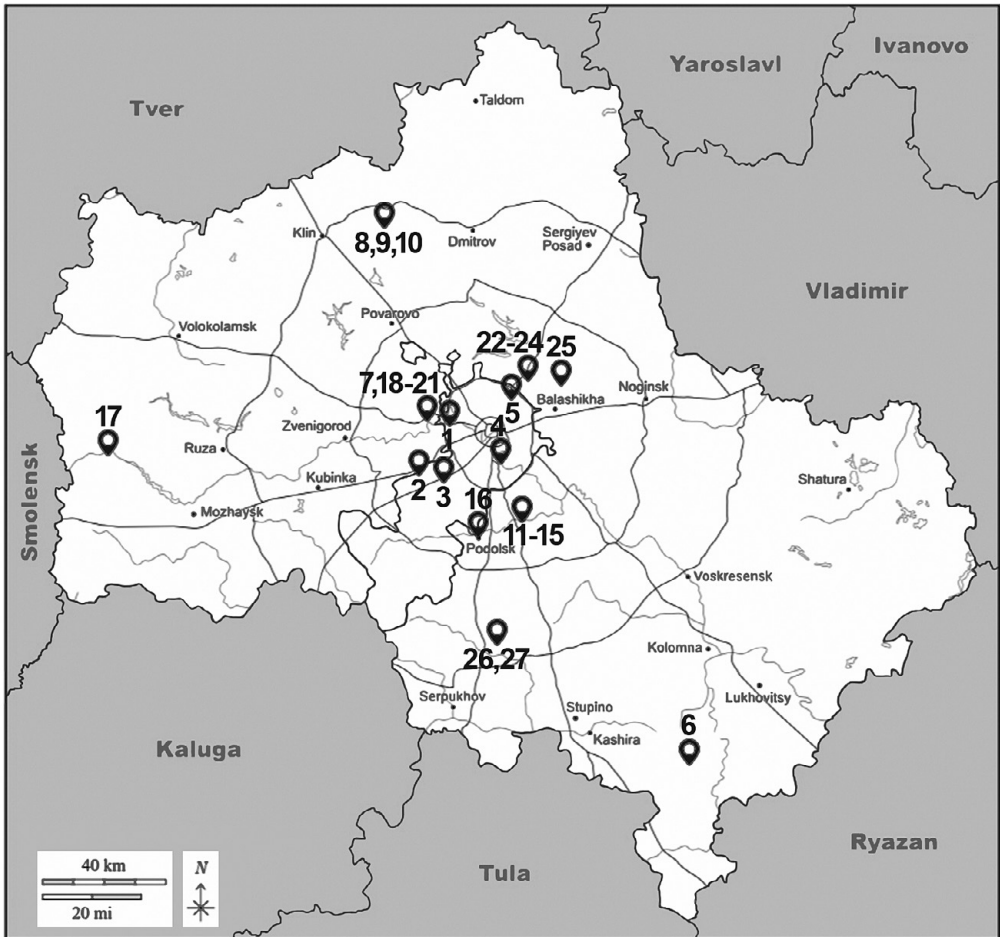 Ivanovo
Yaroslavl
Tver
Taldom
Klin
8,9,10
Dmitrov
Sergiyev
Posad
Vladimir
Povarovo
Volokolamsk
22-24
25
7,18-21
5
Balashikha
Noginsk
17
Zvenigorod
1
4
Ruza
Smolensk
Kubinka
2
3
Shatura
Mozhaysk
16
11-15
Podolsk
Voskresensk
26,27
Kolomna
Serpukhov
Lukhovitsy
Stupino
6
Kashira
Kaluga
Ryazan
Tula
40 km
20 mi
N